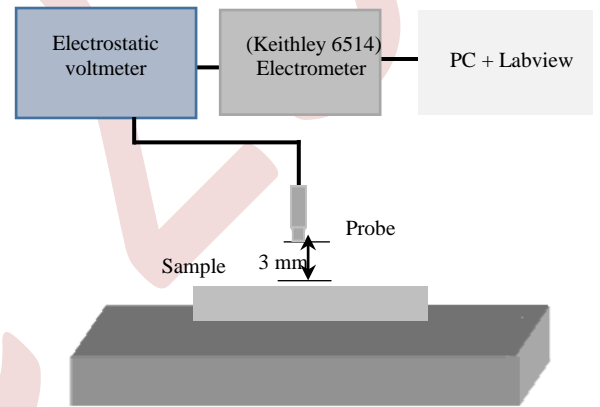 Electrostatic
voltmeter
(Keithley 6514)
Electrometer
PC + Labview
Probe
Sample
3 mm